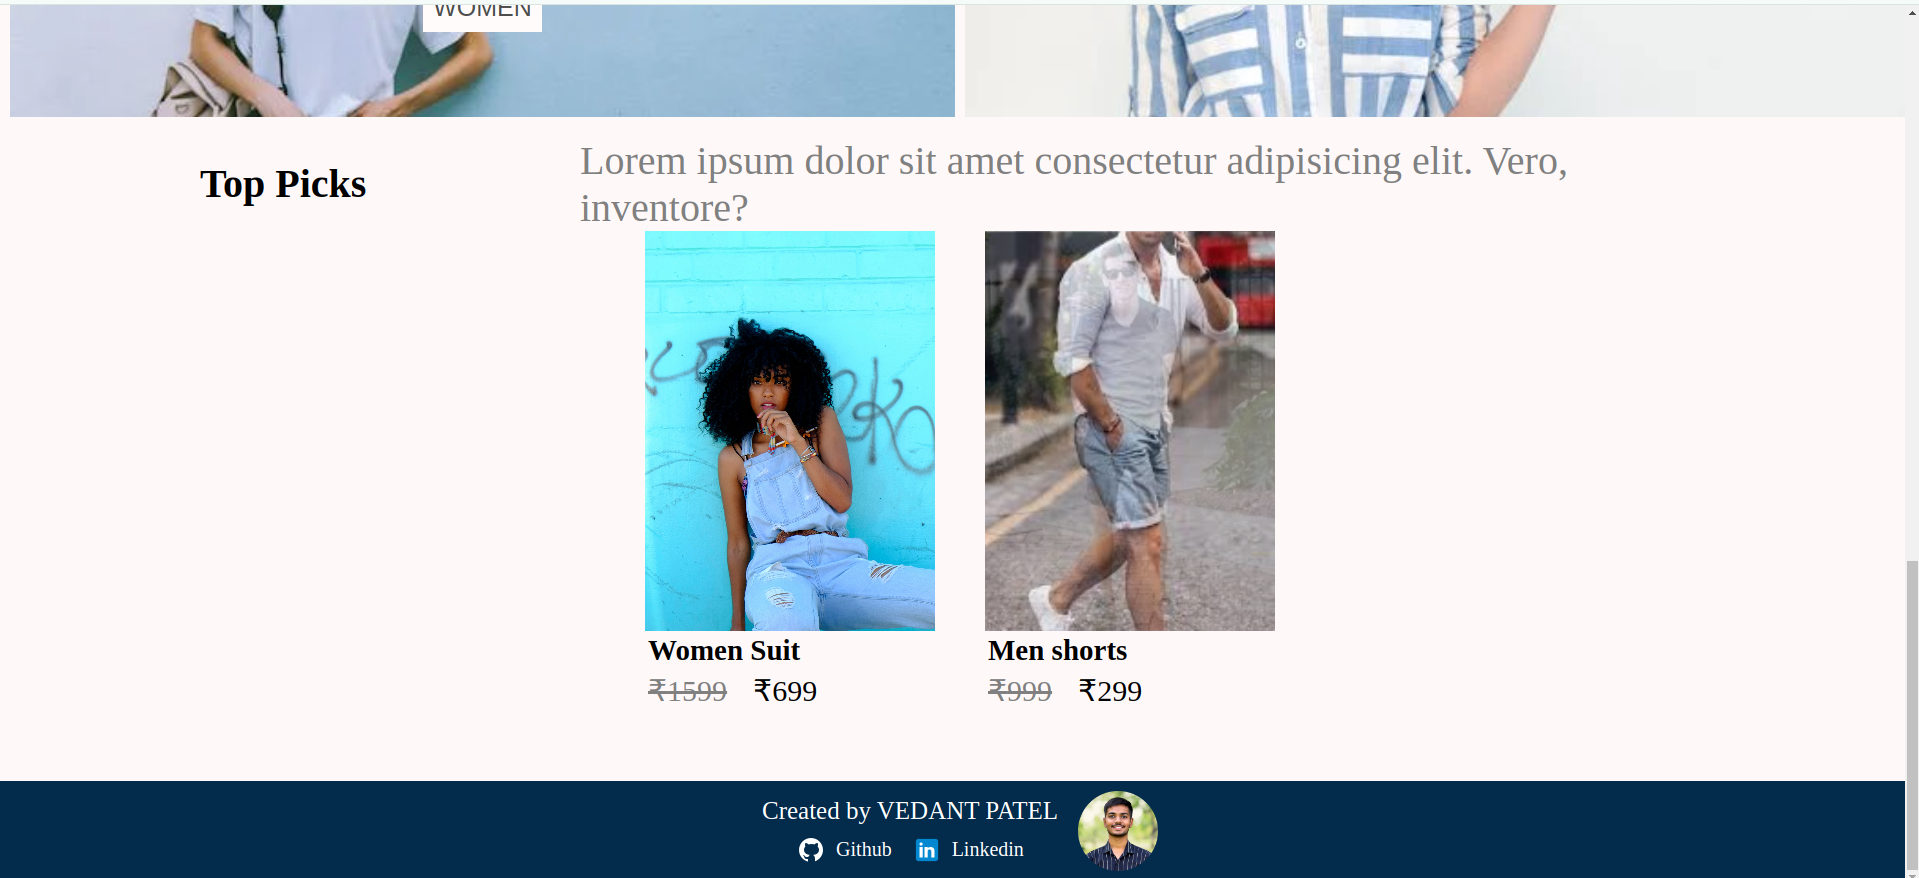 WOMEN
Top Picks
Lorem ipsum dolor sit amet consectetur adipisicing elit. Vero,
inventore?
Women Suit
₹1599 ₹699
Men shorts
₹999 ₹299
Created by VEDANT PATEL
Github in Linkedin